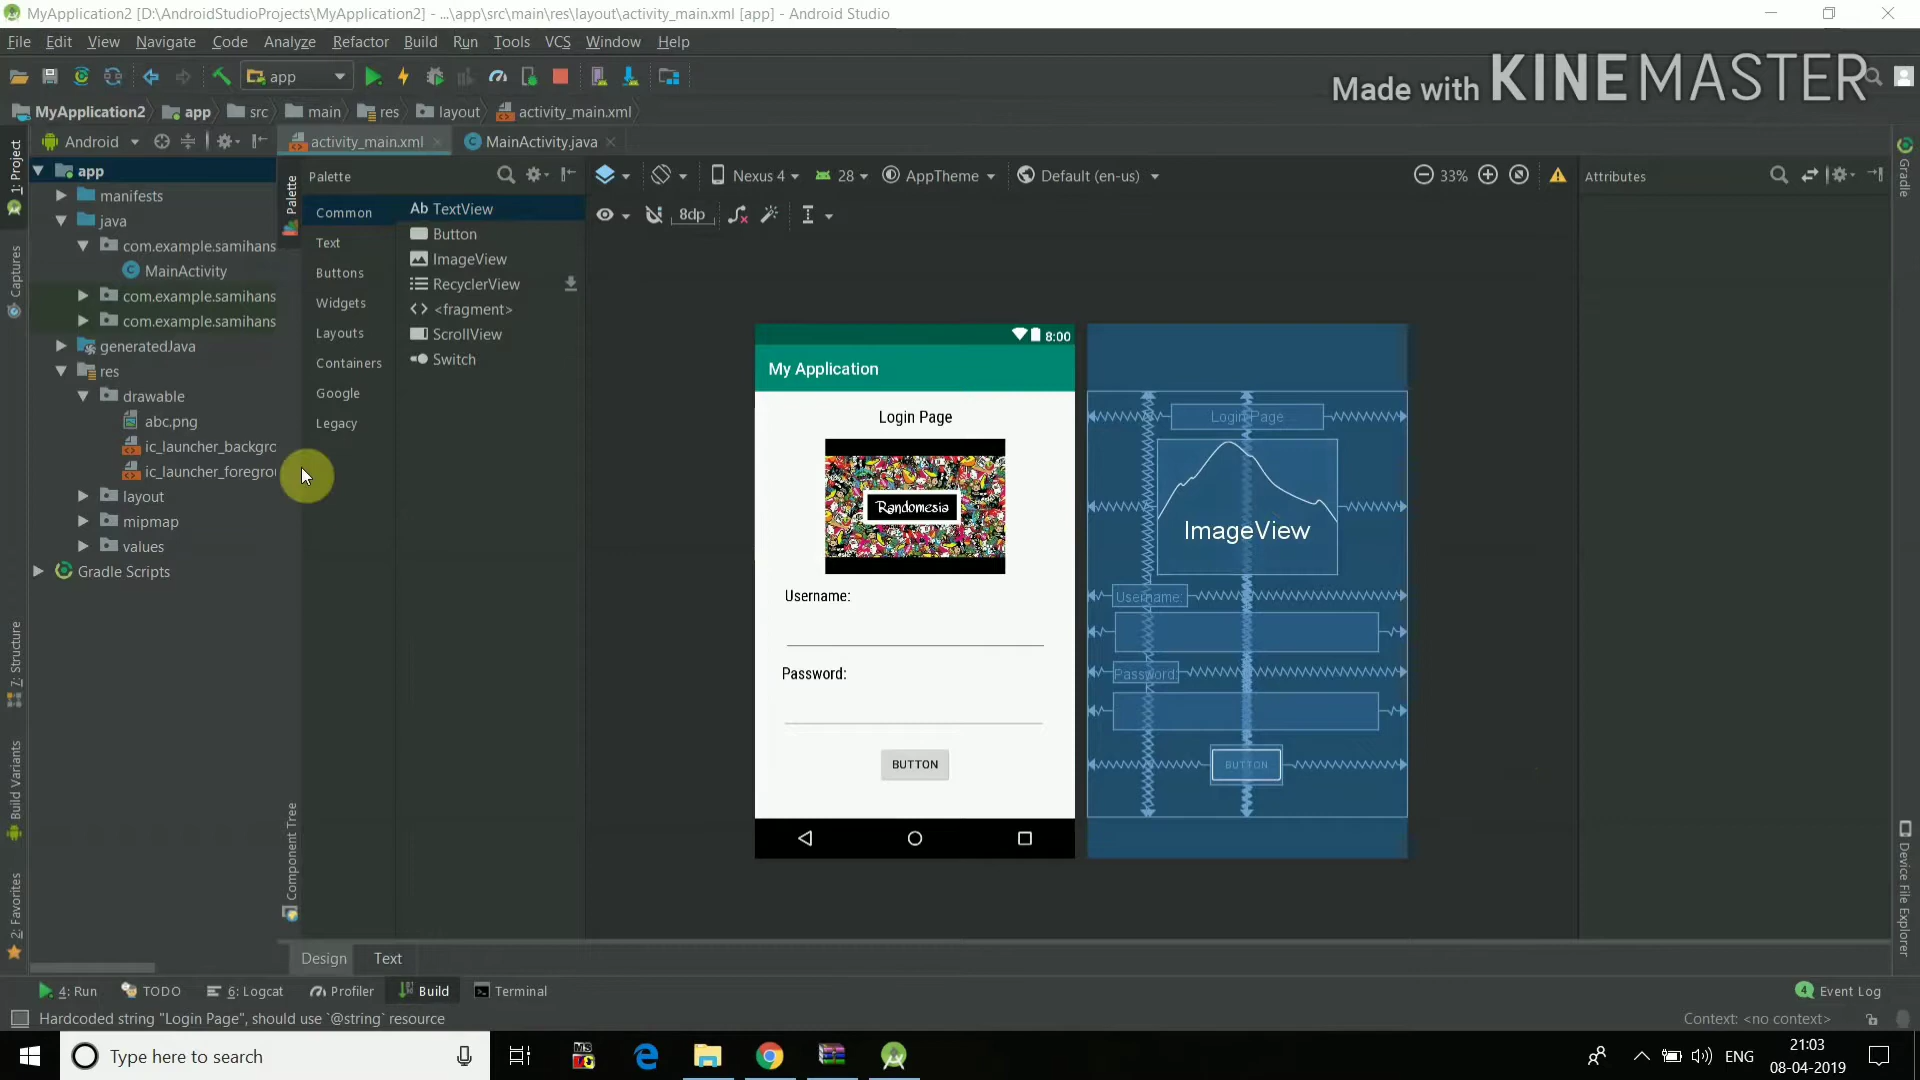 MyApplication2 [D:\AndroidStudioProjects\MyApplication2] - ...\app\src\main\res\layout\activity_main.xml [app] - Android Studio
File Edit View Navigate Code Analyze Refactor Build Run Tools VCS Window Help
app
Made with KINEMASTER
MyApplication2 app src main res layout activity_main.xml
Android
activity_main.xml
MainActivity.java
1: Project
Captures
7: Structure
Build Variants
2: Favorites
app
manifests
java
com.example.samihans
MainActivity
com.example.samihans
com.example.samihans
generatedJava
res
drawable
abc.png
ic_launcher_backgro
ic_launcher_foregrou
layout
mipmap
values
Gradle Scripts
Palette
Component Tree
Palette
Common
Text
Buttons
Widgets
Layouts
Containers
Google
Legacy
Ab TextView
Button
ImageView
RecyclerView
<fragment>
ScrollView
Switch
Nexus 4 28 AppTheme Default (en-us) 33%
8dp
Attributes
Gradle
Device File Explorer
8:00
My Application
Login Page
Randomesia
Username:
Password:
BUTTON
Login Page
ImageView
Username:
Password:
BUTTON
Design Text
4: Run TODO 6: Logcat Profiler Build Terminal
4 Event Log
Hardcoded string "Login Page", should use `@string` resource
Context: <no context>
Type here to search
ENG
21:03
08-04-2019